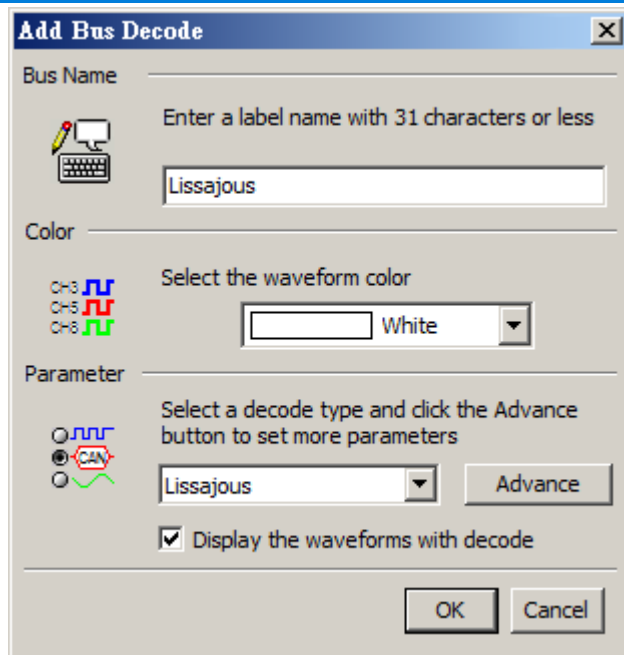 Add Bus Decode
Bus Name
Enter a label name with 31 characters or less
Lissajous
Color
CH3
CH5
CH8
Select the waveform color
White
Parameter
Select a decode type and click the Advance
button to set more parameters
CAN
Lissajous
Advance
Display the waveforms with decode
OK
Cancel